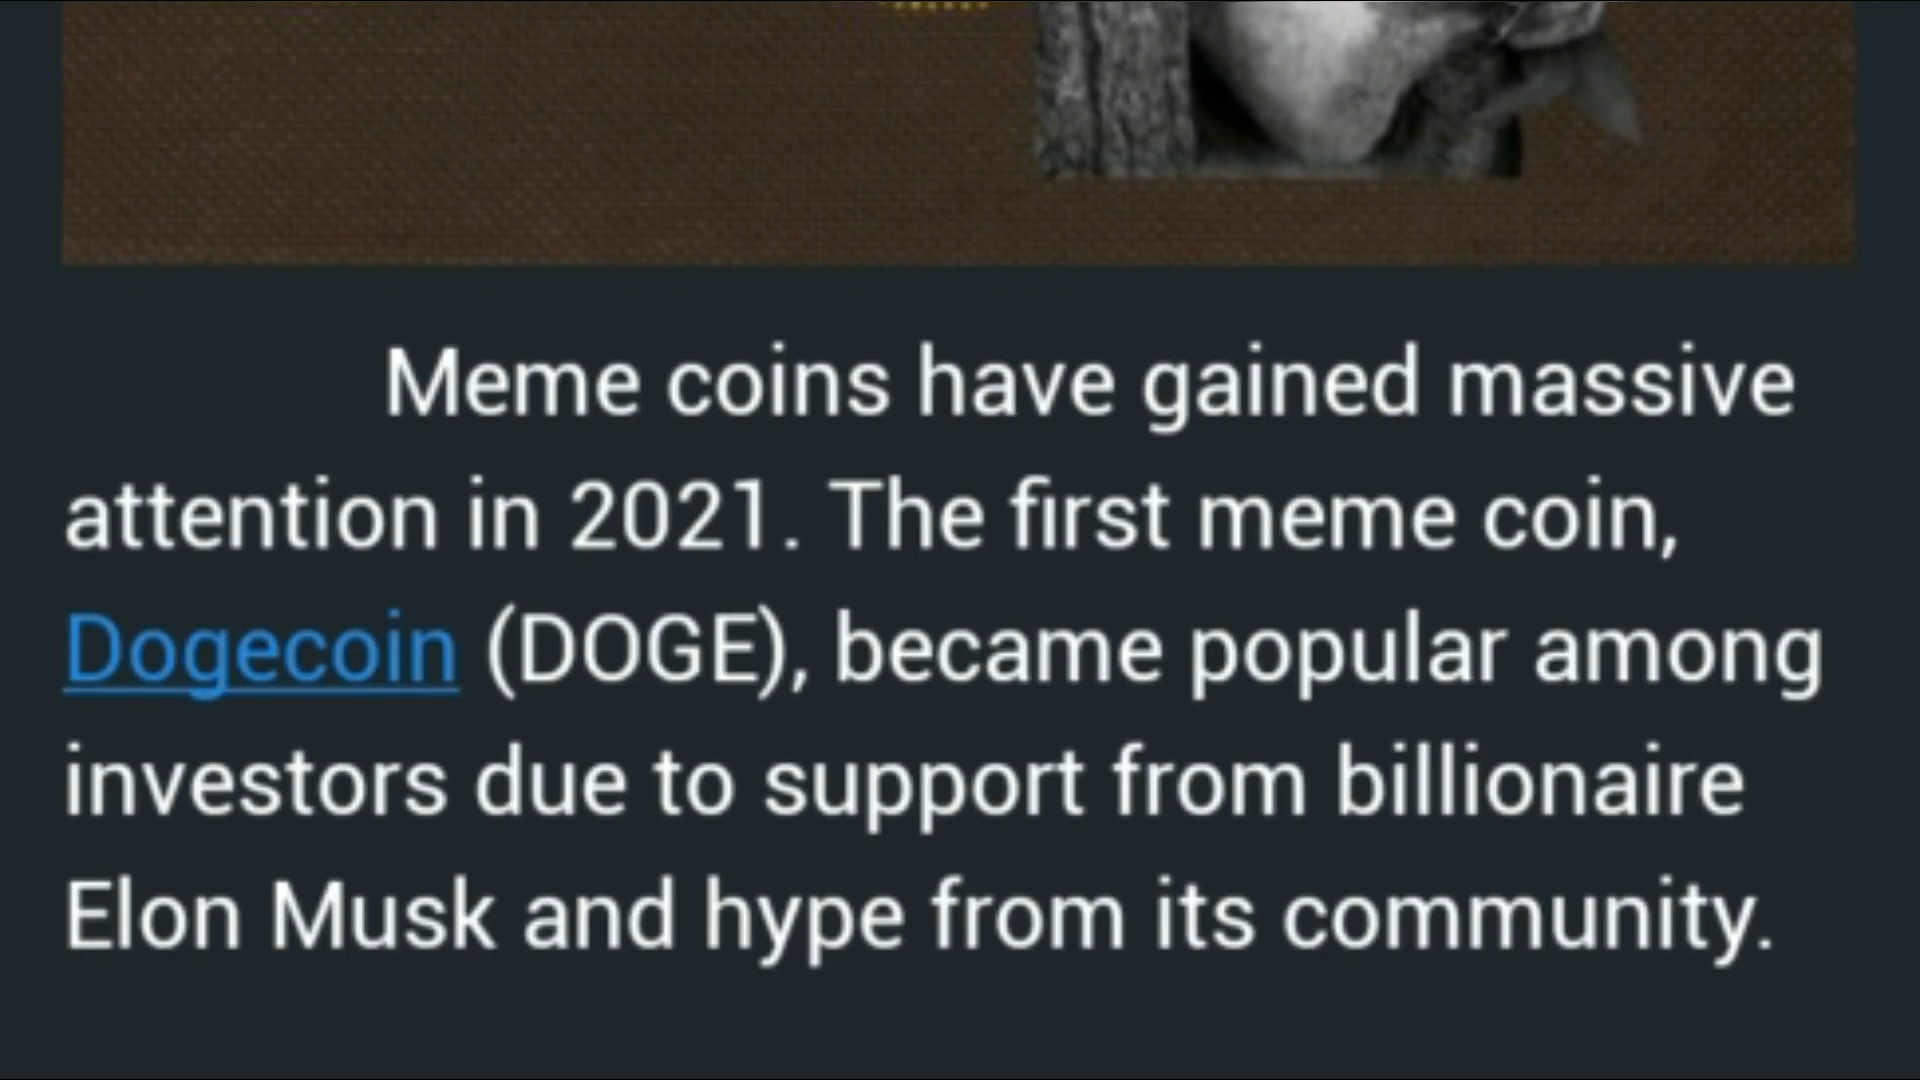 Meme coins have gained massive
attention in 2021. The first meme coin,
Dogecoin (DOGE), became popular among
investors due to support from billionaire
Elon Musk and hype from its community.